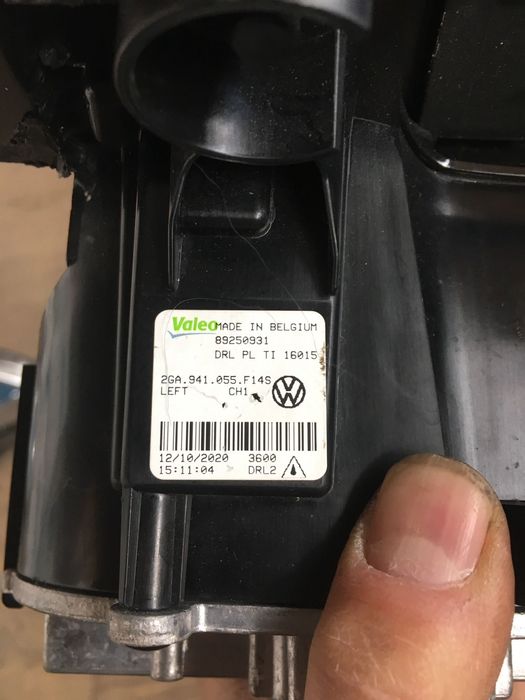 Valeo MADE IN BELGIUM
89250931
DRL PL TI 16015
2GA.941.055.F14S
LEFT CH1
VW
12/10/2020 3600
15:11:04 DRL2